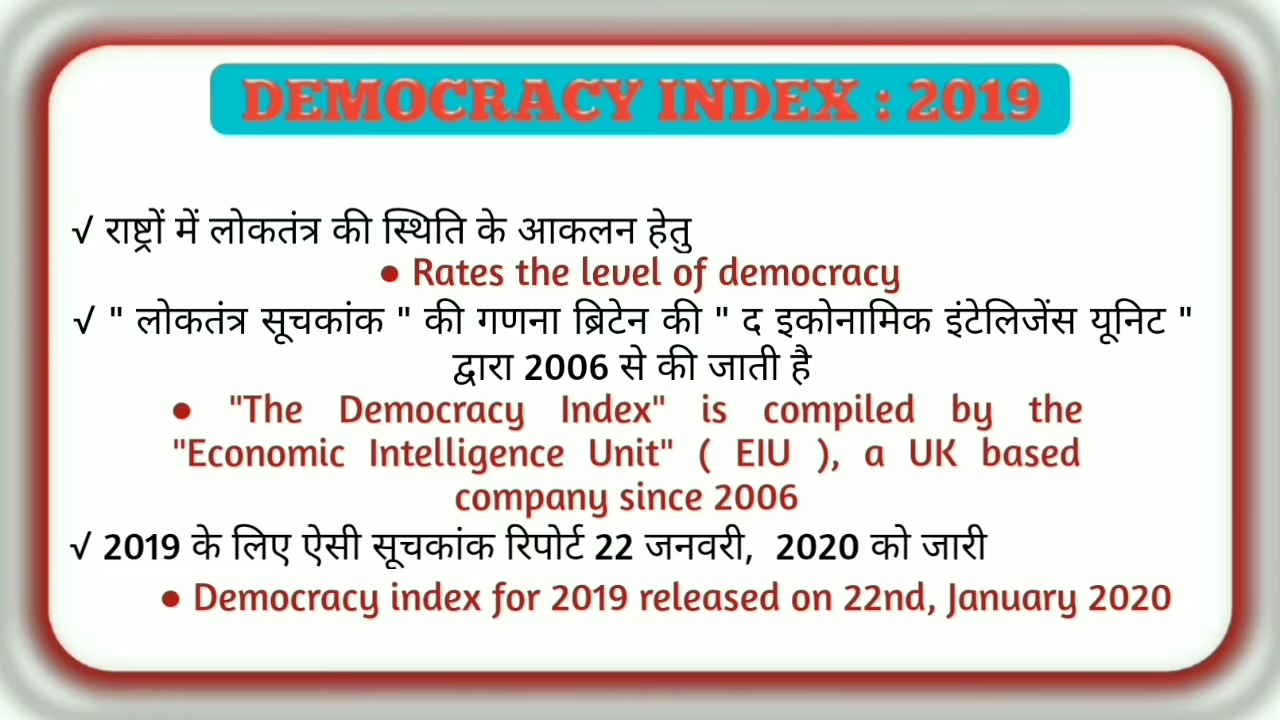 DEMOCRACY INDEX : 2019
√ राष्ट्रों में लोकतंत्र की स्थिति के आकलन हेतु
● Rates the level of democracy
√ " लोकतंत्र सूचकांक " की गणना ब्रिटेन की " द इकोनामिक इंटेलिजेंस यूनिट "
द्वारा 2006 से की जाती है
● "The Democracy Index" is compiled by the
"Economic Intelligence Unit" ( EIU ), a UK based
company since 2006
√ 2019 के लिए ऐसी सूचकांक रिपोर्ट 22 जनवरी, 2020 को जारी
● Democracy index for 2019 released on 22nd, January 2020